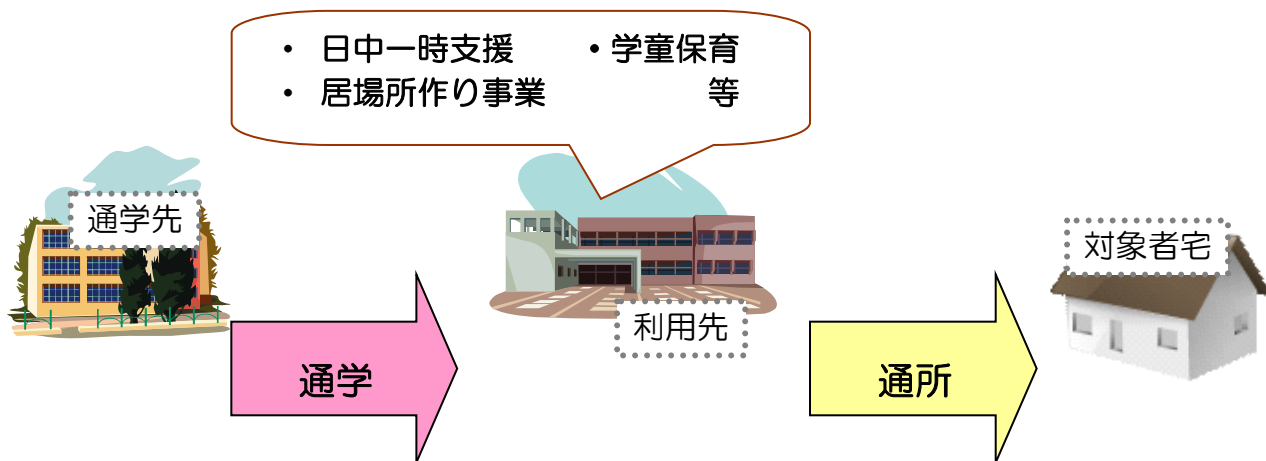 ・ 日中一時支援 ・学童保育
・ 居場所作り事業 等
通学先
対象者宅
利用先
通学
通所